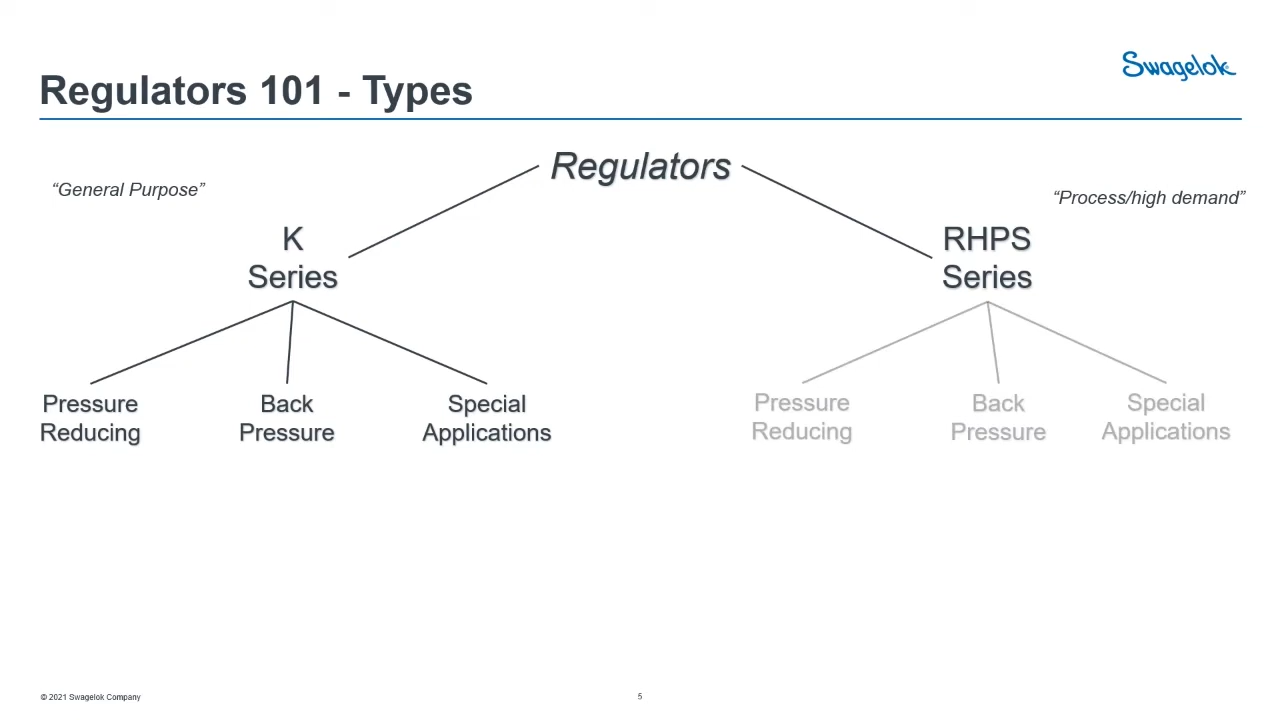 Swagelok
Regulators 101 - Types
Regulators
“General Purpose”
“Process/high demand”
K
Series
RHPS
Series
Pressure
Reducing
Back
Pressure
Special
Applications
Pressure
Reducing
Back
Pressure
Special
Applications
© 2021 Swagelok Company
5